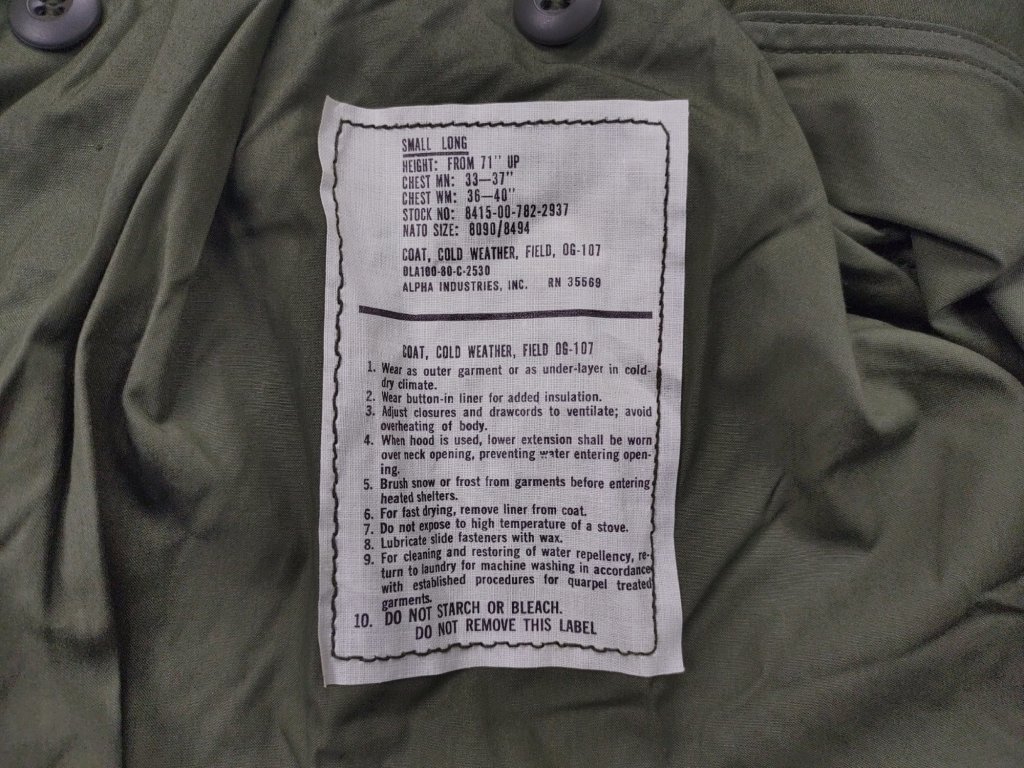 SMALL LONG
HEIGHT: FROM 71" UP
CHEST MN: 33—37"
CHEST WM: 36—40"
STOCK NO: 8415-00-782-2937
NATO SIZE: 8090/8494
COAT, COLD WEATHER, FIELD, OG-107
DLA100-80-C-2530
ALPHA INDUSTRIES, INC. RN 35569
COAT, COLD WEATHER, FIELD OG-107
1. Wear as outer garment or as under-layer in cold-
dry climate.
2. Wear button-in liner for added insulation.
3. Adjust closures and drawcords to ventilate; avoid
overheating of body.
4. When hood is used, lower extension shall be worn
over neck opening, preventing water entering open-
ing.
5. Brush snow or frost from garments before entering
heated shelters.
6. For fast drying, remove liner from coat.
7. Do not expose to high temperature of a stove.
8. Lubricate slide fasteners with wax.
9. For cleaning and restoring of water repellency, re-
turn to laundry for machine washing in accordance
with established procedures for quarpel treated
garments.
10. DO NOT STARCH OR BLEACH.
DO NOT REMOVE THIS LABEL